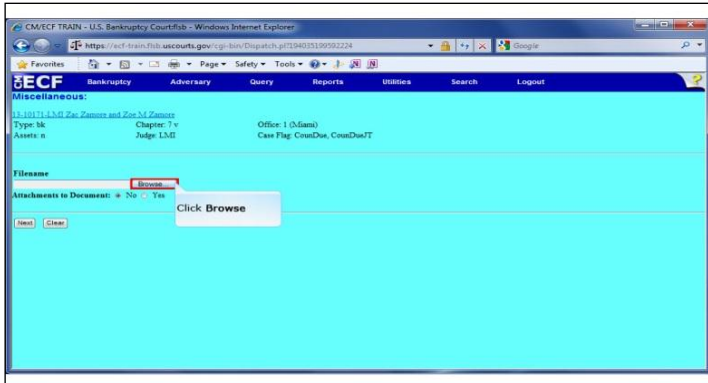 CM/ECF TRAIN - U.S. Bankruptcy Court:flsb - Windows Internet Explorer
https://ecf-train.flsb.uscourts.gov/cgi-bin/Dispatch.pl?194035199592224
Google
Favorites Page Safety Tools
ECF Bankruptcy Adversary Query Reports Utilities Search Logout ?
Miscellaneous:
13-10171-LMI Zac Zamore and Zoe M Zamore
Type: bk Chapter: 7 v Office: 1 (Miami)
Assets: n Judge: LMI Case Flag: CounDue, CounDueJT
Filename
Browse...
Attachments to Document: No Yes
Click Browse
Next Clear